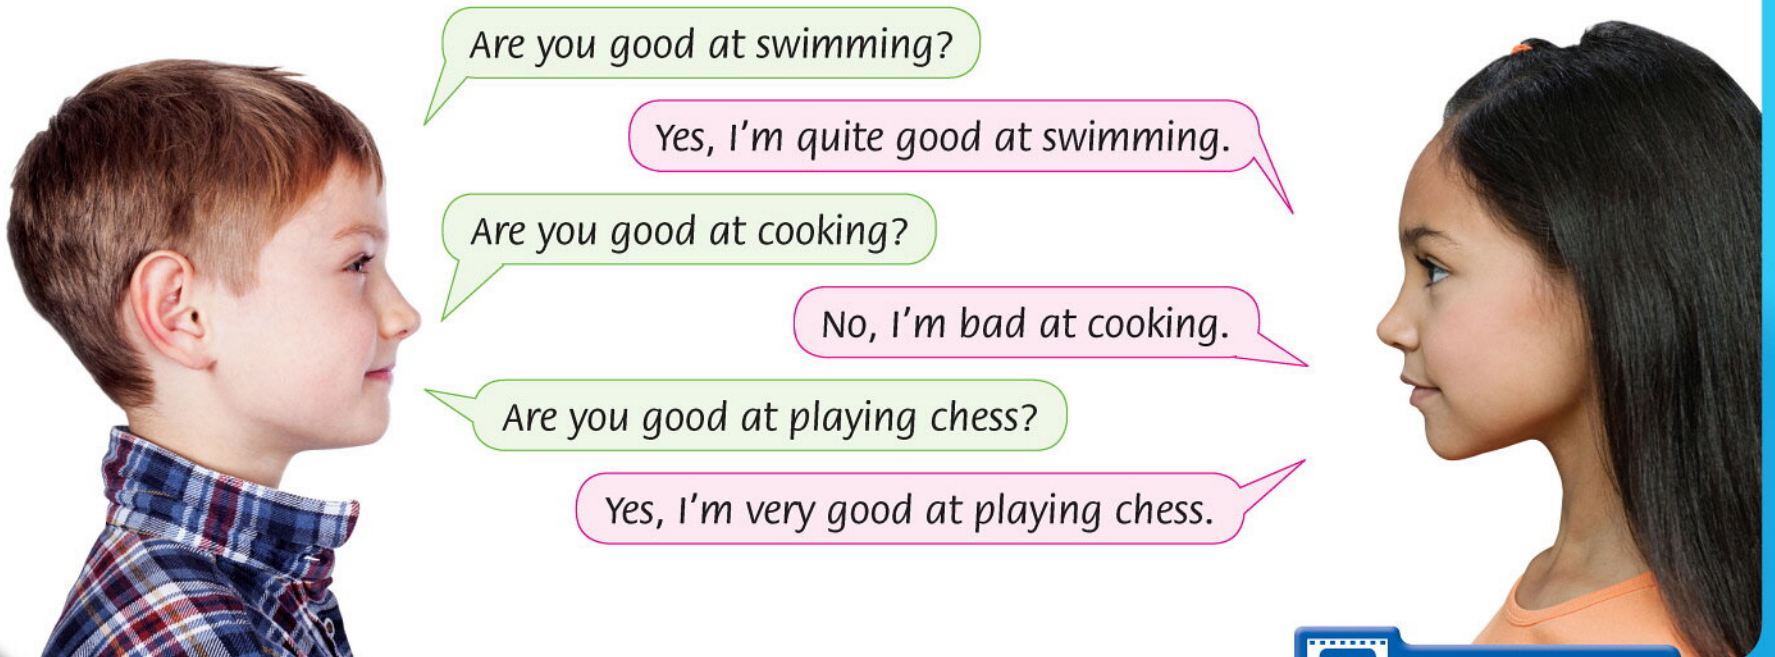 Are you good at swimming?
Yes, I'm quite good at swimming.
Are you good at cooking?
No, I'm bad at cooking.
Are you good at playing chess?
Yes, I'm very good at playing chess.